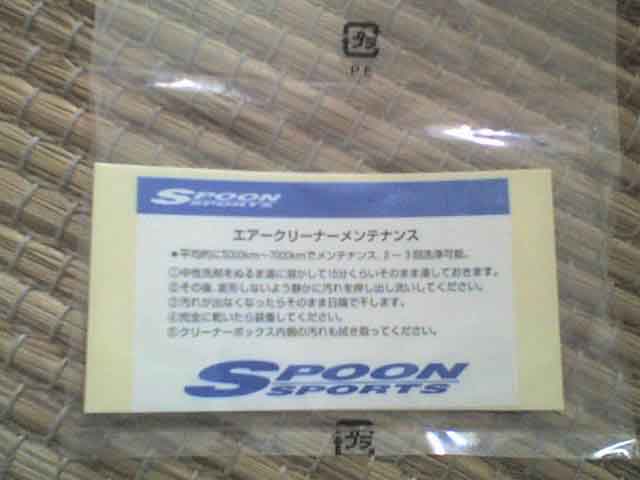 プラ
PE
SPOON
SPORTS
エアークリーナーメンテナンス
●平均的に5000km～7000kmでメンテナンス、2～3回洗浄可能。
①中性洗剤をぬるま湯に溶かして15分くらいそのまま浸しておきます。
②その後、変形しないよう静かに汚れを押し出し洗いしてください。
③汚れが出なくなったらそのまま日陰で干します。
④完全に乾いたら装着してください。
⑤クリーナーボックス内側の汚れも拭き取ってください。
SPOON
SPORTS
プラ